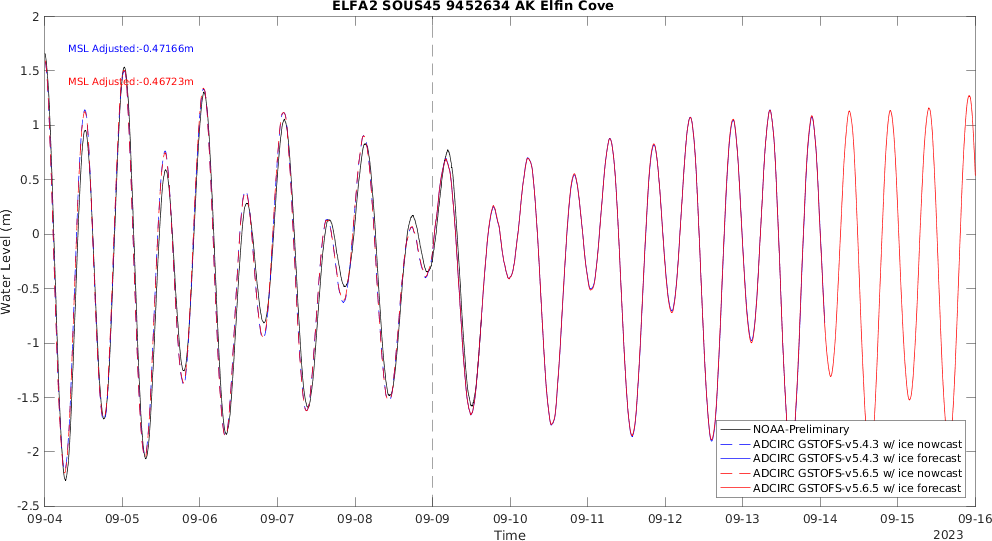 ELFA2 SOUS45 9452634 AK Elfin Cove
MSL Adjusted:-0.47166m
MSL Adjusted:-0.46723m
Water Level (m)
2
1.5
1
0.5
0
-0.5
-1
-1.5
-2
-2.5
NOAA-Preliminary
ADCIRC GSTOFS-v5.4.3 w/ ice nowcast
ADCIRC GSTOFS-v5.4.3 w/ ice forecast
ADCIRC GSTOFS-v5.6.5 w/ ice nowcast
ADCIRC GSTOFS-v5.6.5 w/ ice forecast
09-04 09-05 09-06 09-07 09-08 09-09 09-10 09-11 09-12 09-13 09-14 09-15 09-16
Time
2023